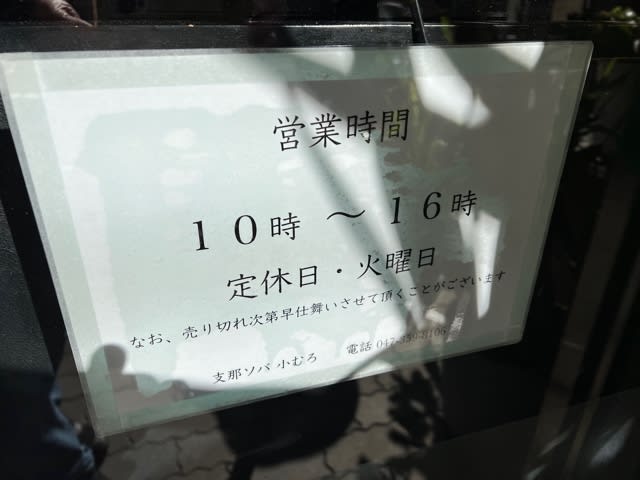 営業時間
10時 ～ 16時
定休日・火曜日
なお、売り切れ次第早仕舞いさせて頂くことがございます
支那ソバ 小むろ 電話 047-359-8106